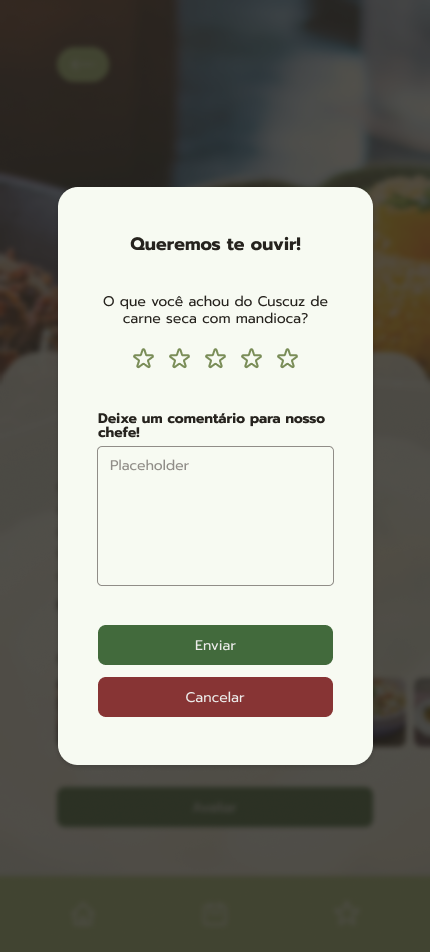 Queremos te ouvir!
O que você achou do Cuscuz de
carne seca com mandioca?
Deixe um comentário para nosso
chefe!
Placeholder
Enviar
Cancelar